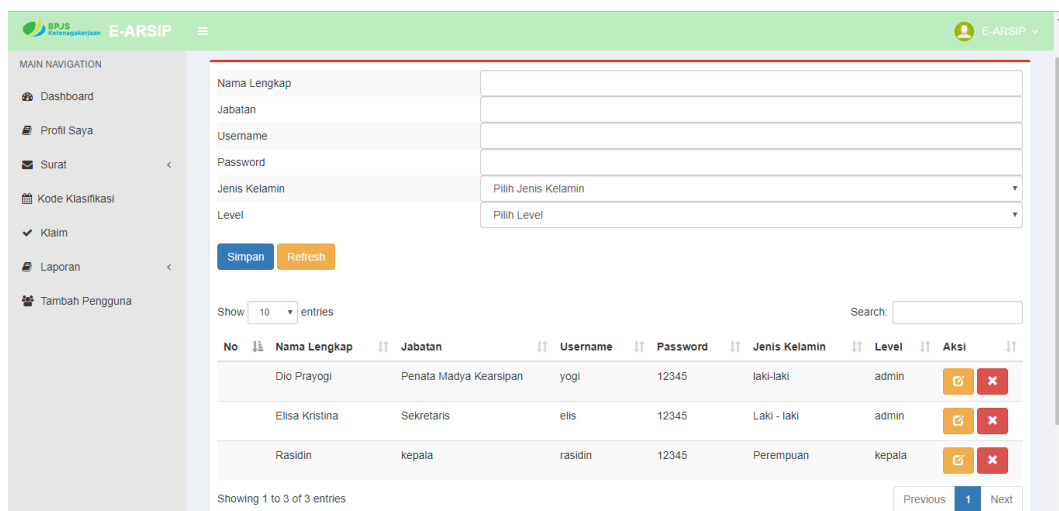 BPJS
Ketenagakerjaan E-ARSIP E-ARSIP
MAIN NAVIGATION
Dashboard
Profil Saya
Surat
Kode Klasifikasi
Klaim
Laporan
Tambah Pengguna
Nama Lengkap
Jabatan
Username
Password
Jenis Kelamin Pilih Jenis Kelamin
Level Pilih Level
Simpan Refresh
Show 10 entries Search:
No Nama Lengkap Jabatan Username Password Jenis Kelamin Level Aksi
Dio Prayogi Penata Madya Kearsipan yogi 12345 laki-laki admin
Elisa Kristina Sekretaris elis 12345 Laki - laki admin
Rasidin kepala rasidin 12345 Perempuan kepala
Showing 1 to 3 of 3 entries Previous 1 Next